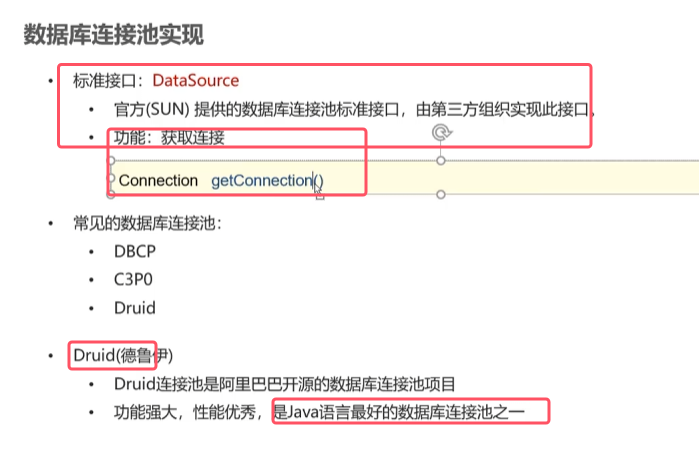 数据库连接池实现
标准接口：DataSource
官方(SUN) 提供的数据库连接池标准接口，由第三方组织实现此接口。
功能：获取连接
Connection getConnection()
常见的数据库连接池：
DBCP
C3P0
Druid
Druid(德鲁伊)
Druid连接池是阿里巴巴开源的数据库连接池项目
功能强大，性能优秀，是Java语言最好的数据库连接池之一